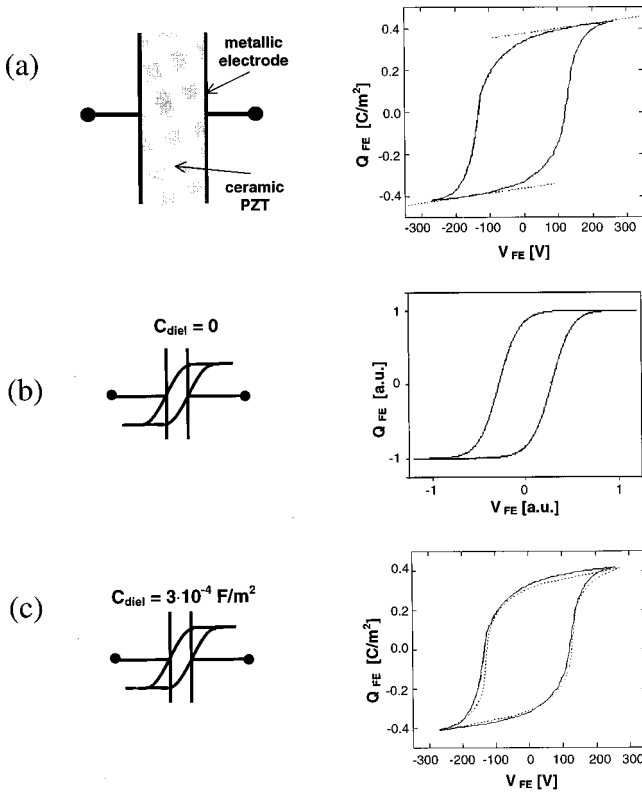 (a)
metallic
electrode
ceramic
PZT
Q FE [C/m²]
0.4
0.2
0.0
-0.2
-0.4
-300 -200 -100 0 100 200 300
V FE [V]
(b)
C diel = 0
Q FE [a.u.]
1
0
-1
-1 0 1
V FE [a.u.]
(c)
C diel = 3·10⁻⁴ F/m²
Q FE [C/m²]
0.4
0.2
0.0
-0.2
-0.4
-300 -200 -100 0 100 200 300
V FE [V]